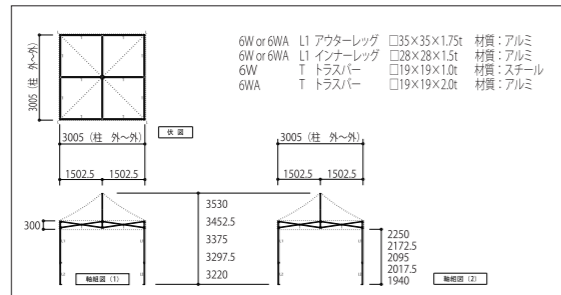 6W or 6WA L1 アウターレッグ □35×35×1.75t 材質：アルミ
6W or 6WA L1 インナーレッグ □28×28×1.5t 材質：アルミ
6W T トラスバー □19×19×1.0t 材質：スチール
6WA T トラスバー □19×19×2.0t 材質：アルミ
3005（柱 外～外）
3005（柱 外～外）
伏図
1502.5 1502.5
300
3530
3452.5
3375
3297.5
3220
軸組図（1）
3005（柱 外～外）
1502.5 1502.5
2250
2172.5
2095
2017.5
1940
軸組図（2）